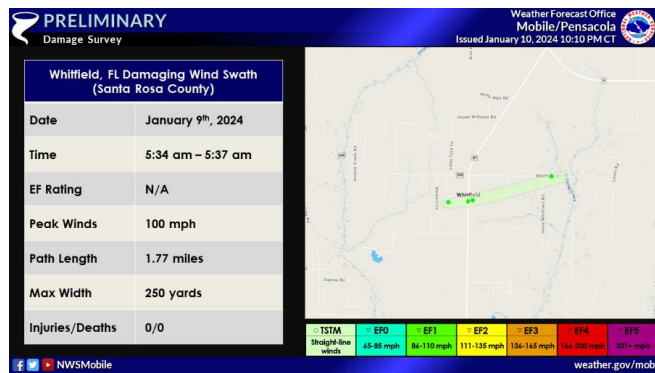 PRELIMINARY
Damage Survey
Weather Forecast Office
Mobile/Pensacola
Issued January 10, 2024 10:10 PM CT
Whitfield, FL Damaging Wind Swath
(Santa Rosa County)
Date January 9th, 2024
Time 5:34 am – 5:37 am
EF Rating N/A
Peak Winds 100 mph
Path Length 1.77 miles
Max Width 250 yards
Injuries/Deaths 0/0
Whitfield
TSTM EF0 EF1 EF2 EF3 EF4 EF5
Straight-line
winds
65-85 mph 86-110 mph 111-135 mph 136-165 mph 166-200 mph 201+ mph
NWSMobile
weather.gov/mob